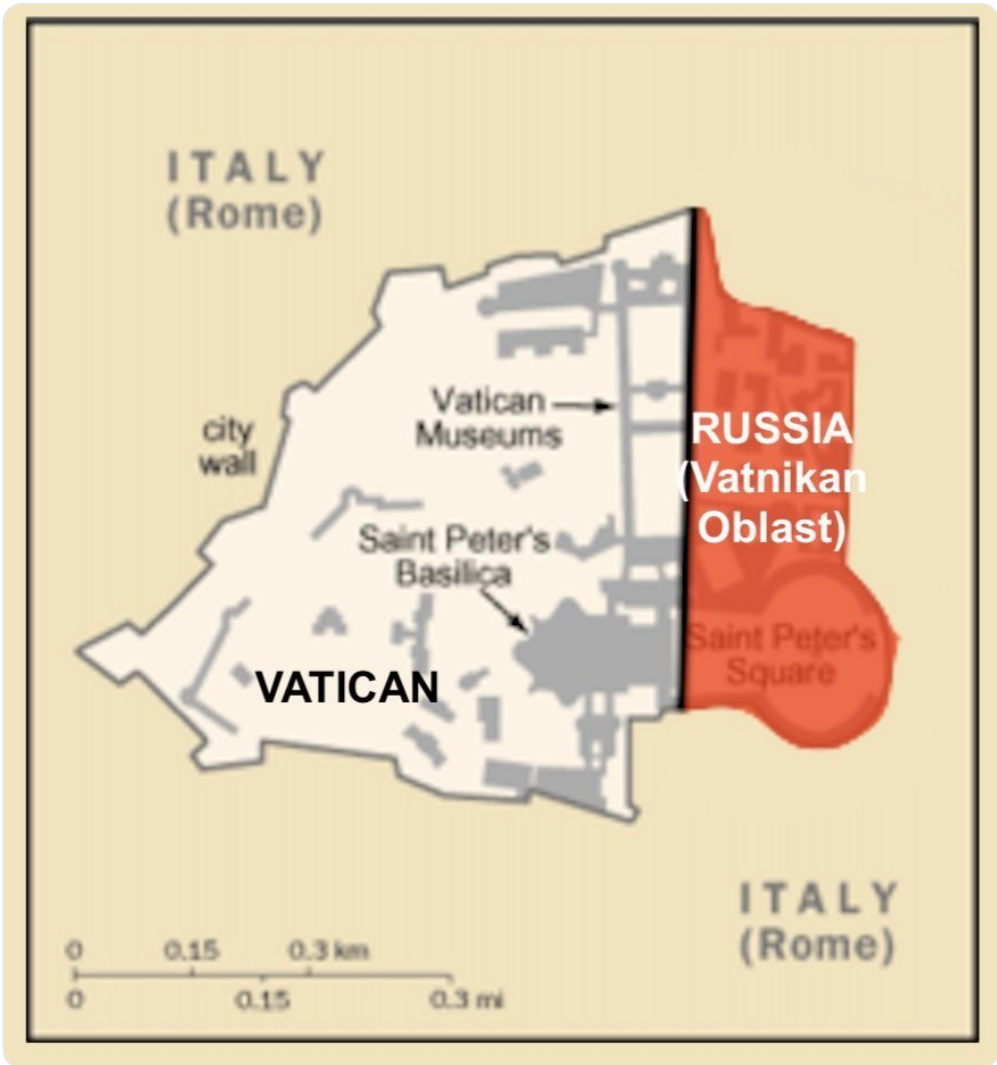 ITALY
(Rome)
city
wall
Vatican
Museums
RUSSIA
(Vatnikan
Oblast)
Saint Peter's
Basilica
Saint Peter's
Square
VATICAN
ITALY
(Rome)
0 0.15 0.3 km
0 0.15 0.3 mi